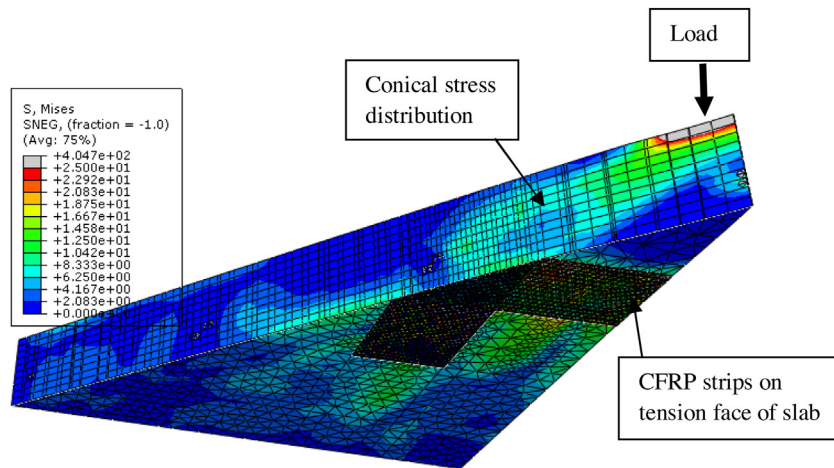 Load
Conical stress
distribution
S, Mises
SNEG, (fraction = -1.0)
(Avg: 75%)
+4.047e+02
+2.500e+01
+2.292e+01
+2.083e+01
+1.875e+01
+1.667e+01
+1.458e+01
+1.250e+01
+1.042e+01
+8.333e+00
+6.250e+00
+4.167e+00
+2.083e+00
+0.000e+00
CFRP strips on
tension face of slab